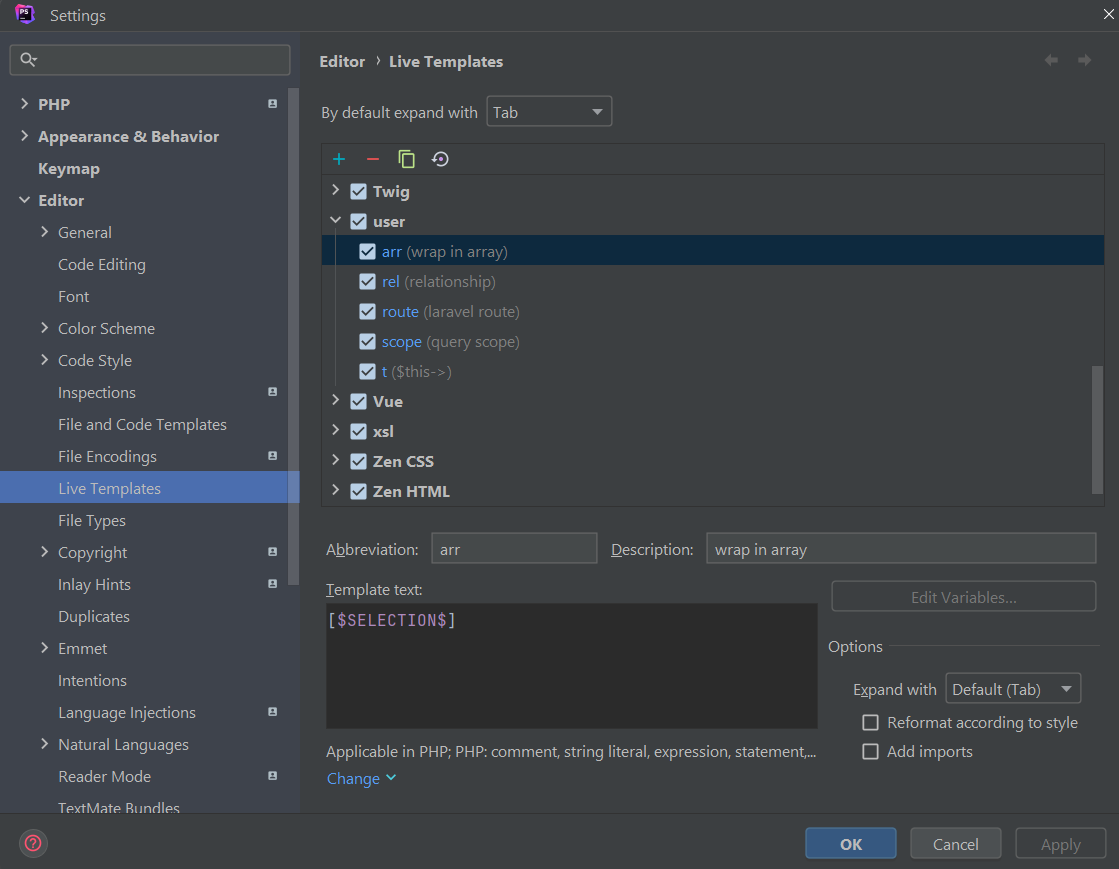 PS
Settings
PHP
Appearance & Behavior
Keymap
Editor
General
Code Editing
Font
Color Scheme
Code Style
Inspections
File and Code Templates
File Encodings
Live Templates
File Types
Copyright
Inlay Hints
Duplicates
Emmet
Intentions
Language Injections
Natural Languages
Reader Mode
TextMate Bundles
Editor › Live Templates
By default expand with Tab
Twig
user
arr (wrap in array)
rel (relationship)
route (laravel route)
scope (query scope)
t ($this->)
Vue
xsl
Zen CSS
Zen HTML
Abbreviation: arr Description: wrap in array
Template text:
Edit Variables...
[$SELECTION$]
Options
Expand with Default (Tab)
Reformat according to style
Add imports
Applicable in PHP; PHP: comment, string literal, expression, statement,...
Change
? OK Cancel Apply